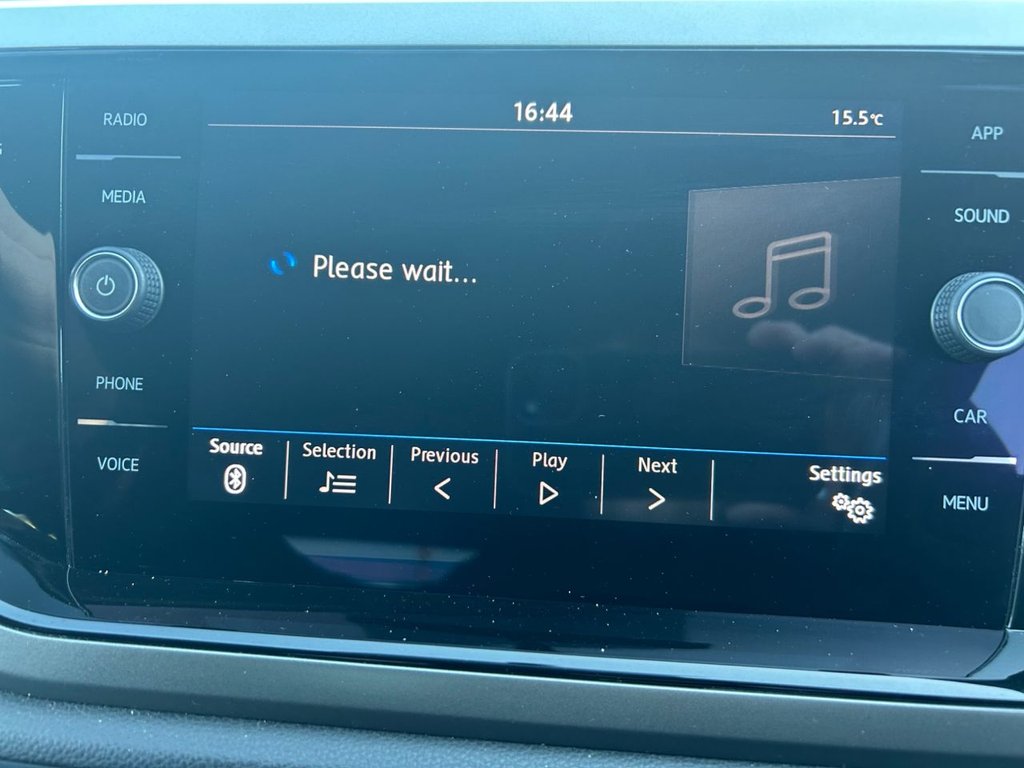 RADIO
MEDIA
PHONE
VOICE
16:44
15.5°C
Please wait...
Source
Selection
Previous
Play
Next
Settings
APP
SOUND
CAR
MENU